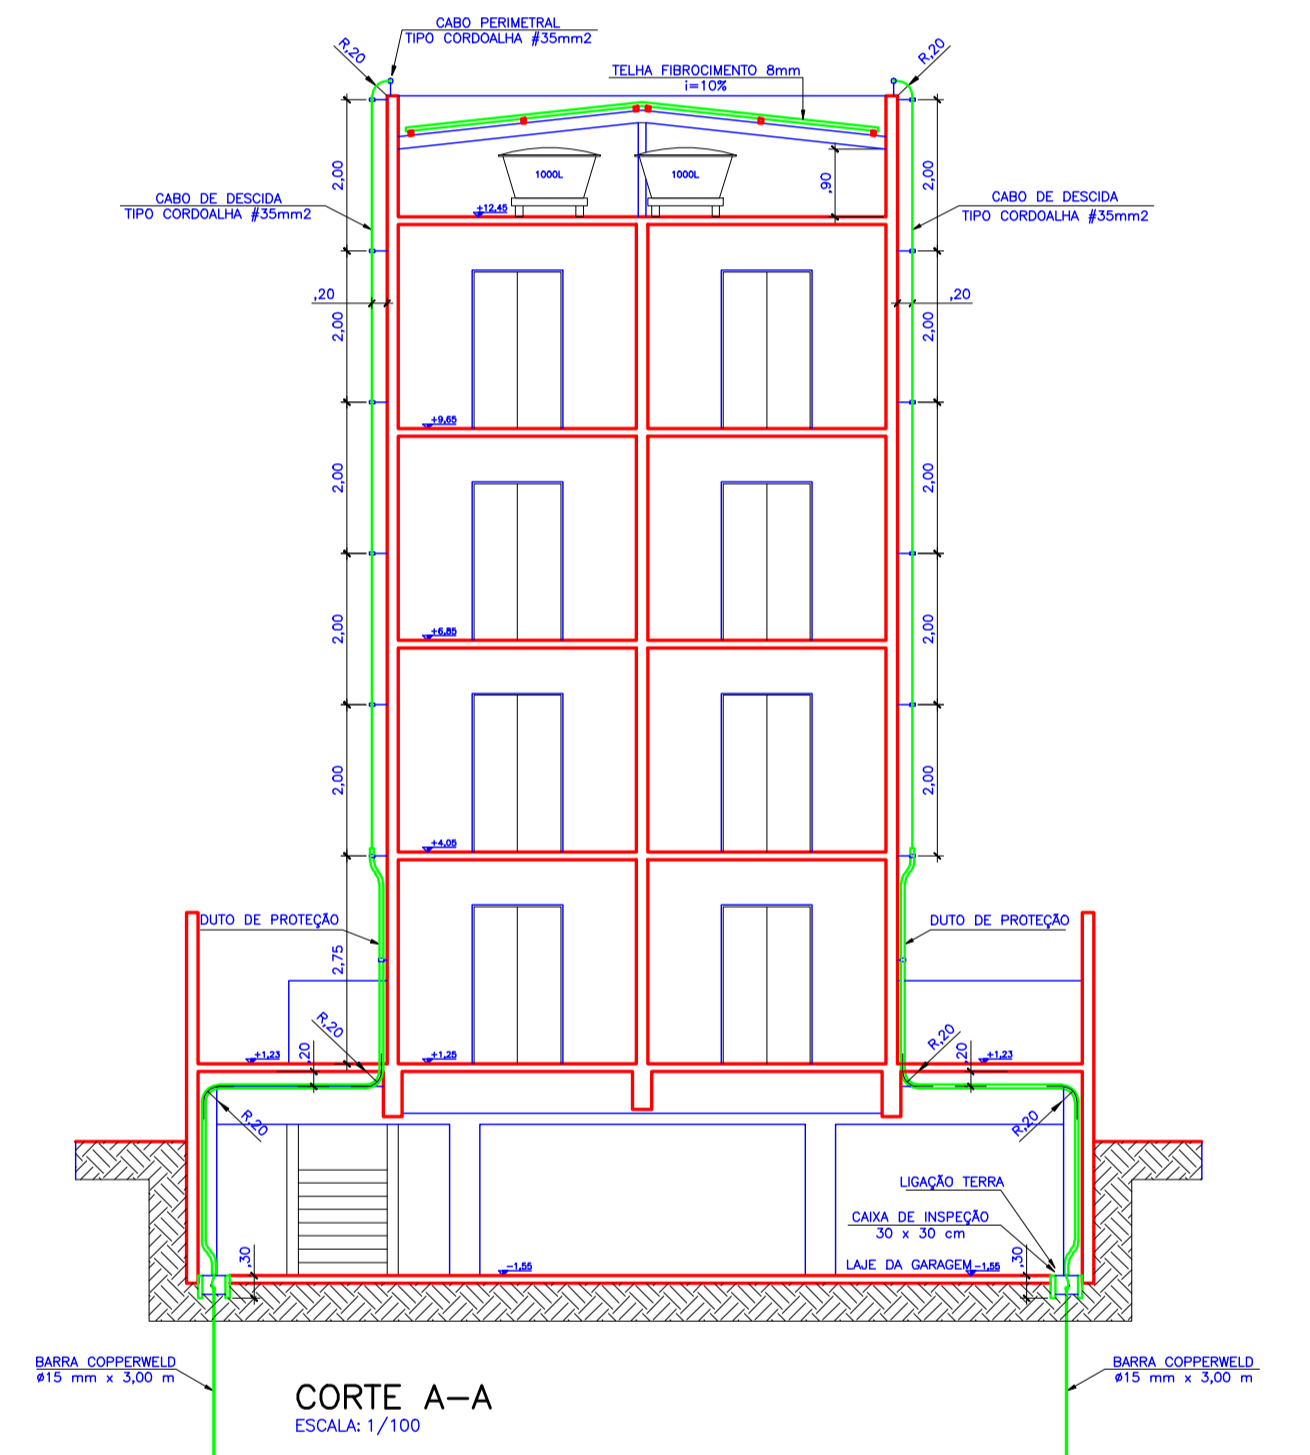 CABO PERIMETRAL
TIPO CORDOALHA #35mm2
R,20
R,20
TELHA FIBROCIMENTO 8mm
i=10%
2,00
1000L
1000L
,90
2,00
CABO DE DESCIDA
TIPO CORDOALHA #35mm2
+12,45
CABO DE DESCIDA
TIPO CORDOALHA #35mm2
,20
,20
2,00
2,00
+9,65
2,00
2,00
2,00
+6,85
2,00
2,00
2,00
+4,05
DUTO DE PROTEÇÃO
DUTO DE PROTEÇÃO
2,75
R,20
R,20
+1,23
,20
+1,25
,20
+1,23
R,20
R,20
LIGAÇÃO TERRA
CAIXA DE INSPEÇÃO
30 x 30 cm
,30
-1,55
LAJE DA GARAGEM
-1,55
,30
BARRA COPPERWELD
ø15 mm x 3,00 m
BARRA COPPERWELD
ø15 mm x 3,00 m
CORTE A-A
ESCALA: 1/100